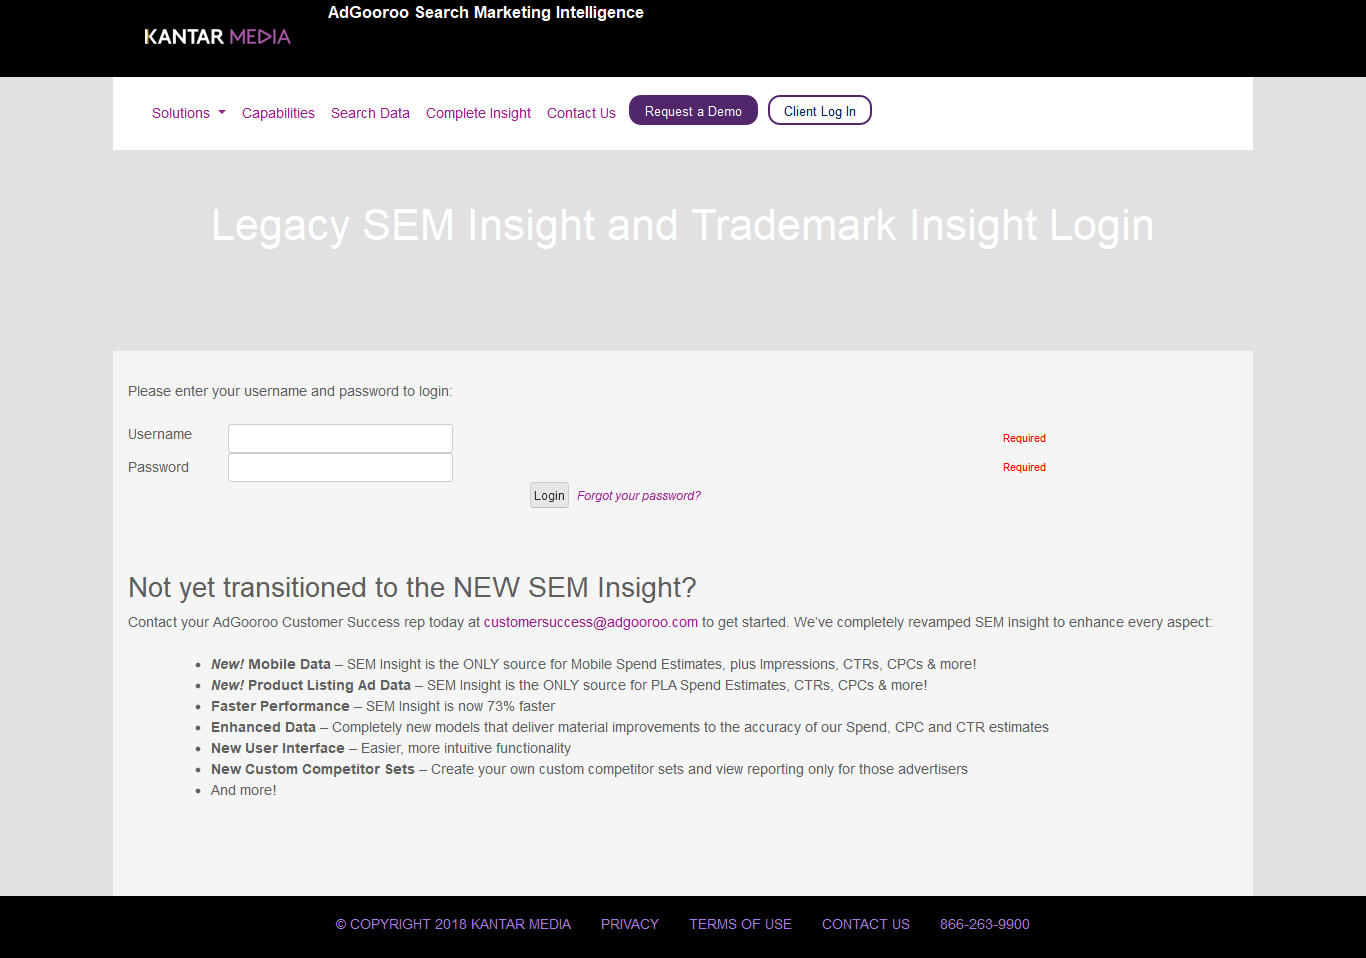 AdGooroo Search Marketing Intelligence
KANTAR MEDIA
Solutions Capabilities Search Data Complete Insight Contact Us Request a Demo Client Log In
Legacy SEM Insight and Trademark Insight Login
Please enter your username and password to login:
Username Required
Password Required
Login Forgot your password?
Not yet transitioned to the NEW SEM Insight?
Contact your AdGooroo Customer Success rep today at customersuccess@adgooroo.com to get started. We've completely revamped SEM Insight to enhance every aspect:
• New! Mobile Data – SEM Insight is the ONLY source for Mobile Spend Estimates, plus Impressions, CTRs, CPCs & more!
• New! Product Listing Ad Data – SEM Insight is the ONLY source for PLA Spend Estimates, CTRs, CPCs & more!
• Faster Performance – SEM Insight is now 73% faster
• Enhanced Data – Completely new models that deliver material improvements to the accuracy of our Spend, CPC and CTR estimates
• New User Interface – Easier, more intuitive functionality
• New Custom Competitor Sets – Create your own custom competitor sets and view reporting only for those advertisers
• And more!
© COPYRIGHT 2018 KANTAR MEDIA PRIVACY TERMS OF USE CONTACT US 866-263-9900